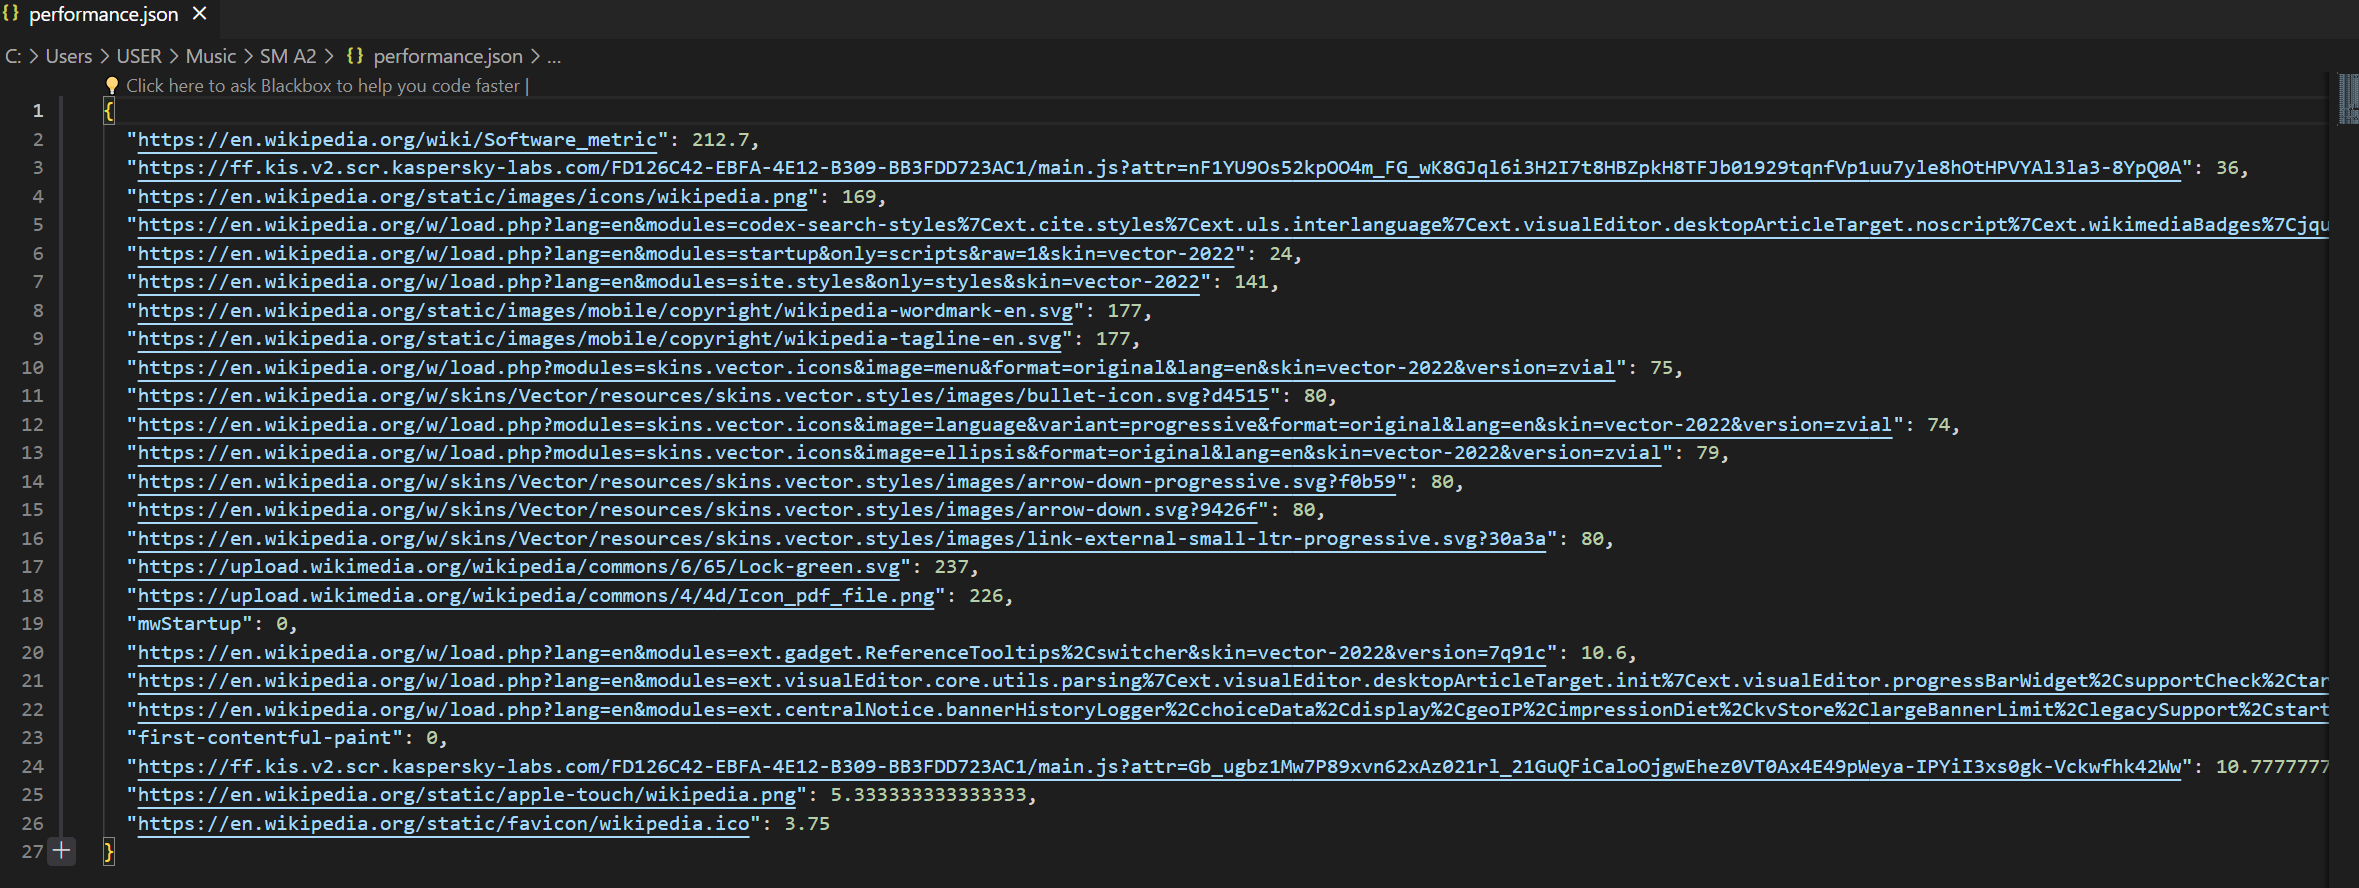 {} performance.json ×
C: > Users > USER > Music > SM A2 > {} performance.json > ...
Click here to ask Blackbox to help you code faster |
1 {
2 "https://en.wikipedia.org/wiki/Software_metric": 212.7,
3 "https://ff.kis.v2.scr.kaspersky-labs.com/FD126C42-EBFA-4E12-B309-BB3FDD723AC1/main.js?attr=nF1YU9Os52kpOO4m_FG_wK8GJql6i3H2I7t8HBZpkH8TFJb01929tqnfVp1uu7yle8hOtHPVYAl3la3-8YpQ0A": 36,
4 "https://en.wikipedia.org/static/images/icons/wikipedia.png": 169,
5 "https://en.wikipedia.org/w/load.php?lang=en&modules=codex-search-styles%7Cext.cite.styles%7Cext.uls.interlanguage%7Cext.visualEditor.desktopArticleTarget.noscript%7Cext.wikimediaBadges%7Cjqu
6 "https://en.wikipedia.org/w/load.php?lang=en&modules=startup&only=scripts&raw=1&skin=vector-2022": 24,
7 "https://en.wikipedia.org/w/load.php?lang=en&modules=site.styles&only=styles&skin=vector-2022": 141,
8 "https://en.wikipedia.org/static/images/mobile/copyright/wikipedia-wordmark-en.svg": 177,
9 "https://en.wikipedia.org/static/images/mobile/copyright/wikipedia-tagline-en.svg": 177,
10 "https://en.wikipedia.org/w/load.php?modules=skins.vector.icons&image=menu&format=original&lang=en&skin=vector-2022&version=zvial": 75,
11 "https://en.wikipedia.org/w/skins/Vector/resources/skins.vector.styles/images/bullet-icon.svg?d4515": 80,
12 "https://en.wikipedia.org/w/load.php?modules=skins.vector.icons&image=language&variant=progressive&format=original&lang=en&skin=vector-2022&version=zvial": 74,
13 "https://en.wikipedia.org/w/load.php?modules=skins.vector.icons&image=ellipsis&format=original&lang=en&skin=vector-2022&version=zvial": 79,
14 "https://en.wikipedia.org/w/skins/Vector/resources/skins.vector.styles/images/arrow-down-progressive.svg?f0b59": 80,
15 "https://en.wikipedia.org/w/skins/Vector/resources/skins.vector.styles/images/arrow-down.svg?9426f": 80,
16 "https://en.wikipedia.org/w/skins/Vector/resources/skins.vector.styles/images/link-external-small-ltr-progressive.svg?30a3a": 80,
17 "https://upload.wikimedia.org/wikipedia/commons/6/65/Lock-green.svg": 237,
18 "https://upload.wikimedia.org/wikipedia/commons/4/4d/Icon_pdf_file.png": 226,
19 "mwStartup": 0,
20 "https://en.wikipedia.org/w/load.php?lang=en&modules=ext.gadget.ReferenceTooltips%2Cswitcher&skin=vector-2022&version=7q91c": 10.6,
21 "https://en.wikipedia.org/w/load.php?lang=en&modules=ext.visualEditor.core.utils.parsing%7Cext.visualEditor.desktopArticleTarget.init%7Cext.visualEditor.progressBarWidget%2CsupportCheck%2Ctar
22 "https://en.wikipedia.org/w/load.php?lang=en&modules=ext.centralNotice.bannerHistoryLogger%2CchoiceData%2Cdisplay%2CgeoIP%2CimpressionDiet%2CkvStore%2ClargeBannerLimit%2ClegacySupport%2Cstart
23 "first-contentful-paint": 0,
24 "https://ff.kis.v2.scr.kaspersky-labs.com/FD126C42-EBFA-4E12-B309-BB3FDD723AC1/main.js?attr=Gb_ugbz1Mw7P89xvn62xAz021rl_21GuQFiCaloOjgwEhez0VT0Ax4E49pWeya-IPYiI3xs0gk-Vckwfhk42Ww": 10.7777777
25 "https://en.wikipedia.org/static/apple-touch/wikipedia.png": 5.333333333333333,
26 "https://en.wikipedia.org/static/favicon/wikipedia.ico": 3.75
27 + }